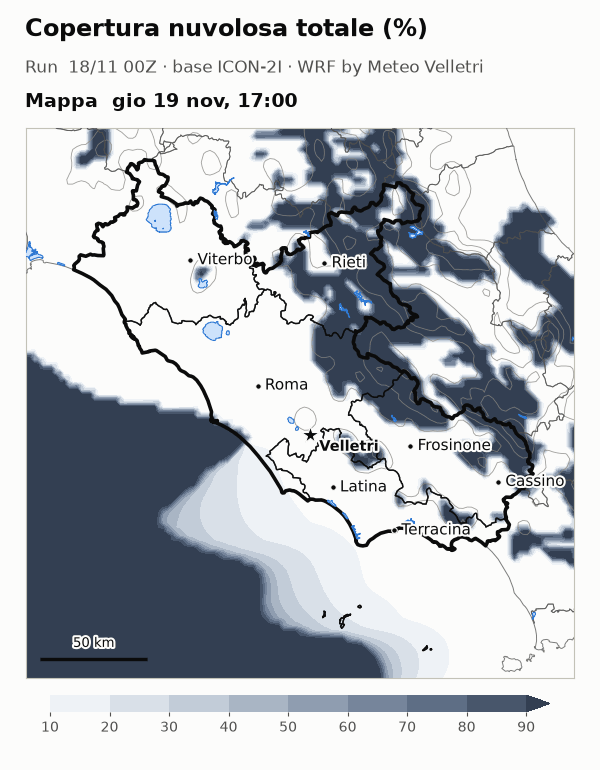 Copertura nuvolosa totale (%)
Run  18/11 00Z · base ICON-2I · WRF by Meteo Velletri
Mappa  gio 19 nov, 17:00
Viterbo
Rieti
Roma
Velletri
Frosinone
Latina
Cassino
Terracina
50 km
10 20 30 40 50 60 70 80 90